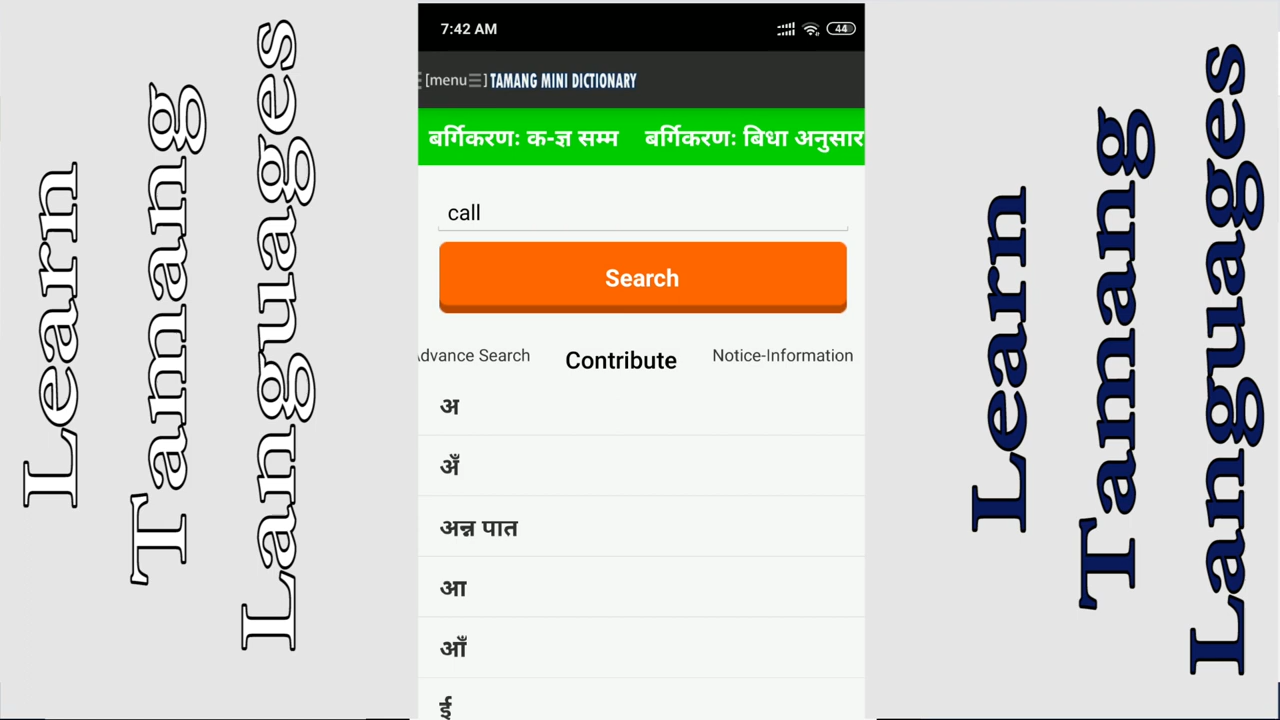 Learn
Tamang
Languages
7:42 AM
44
[menu☰] TAMANG MINI DICTIONARY
बर्गिकरणः क-ज्ञ सम्म बर्गिकरणः बिधा अनुसार
call
Search
dvance Search Contribute Notice-Information
अ
अँ
अन्न पात
आ
आँ
ई
Learn
Tamang
Languages